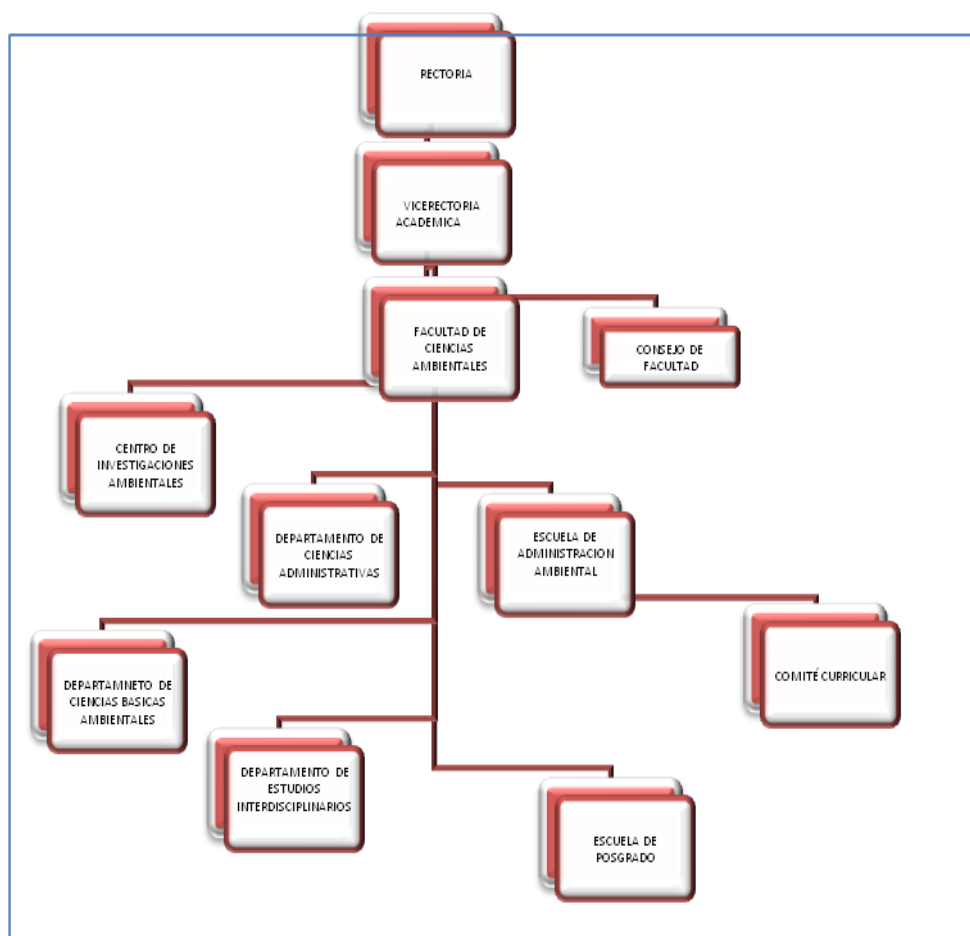 RECTORIA
VICERECTORIA
ACADEMICA
FACULTAD DE
CIENCIAS
AMBIENTALES
CONSEJO DE
FACULTAD
CENTRO DE
INVESTIGACIONES
AMBIENTALES
DEPARTAMENTO DE
CIENCIAS
ADMINISTRATIVAS
ESCUELA DE
ADMINISTRACION
AMBIENTAL
COMITÉ CURRICULAR
DEPARTAMNETO DE
CIENCIAS BASICAS
AMBIENTALES
DEPARTAMENTO DE
ESTUDIOS
INTERDISCIPLINARIOS
ESCUELA DE
POSGRADO